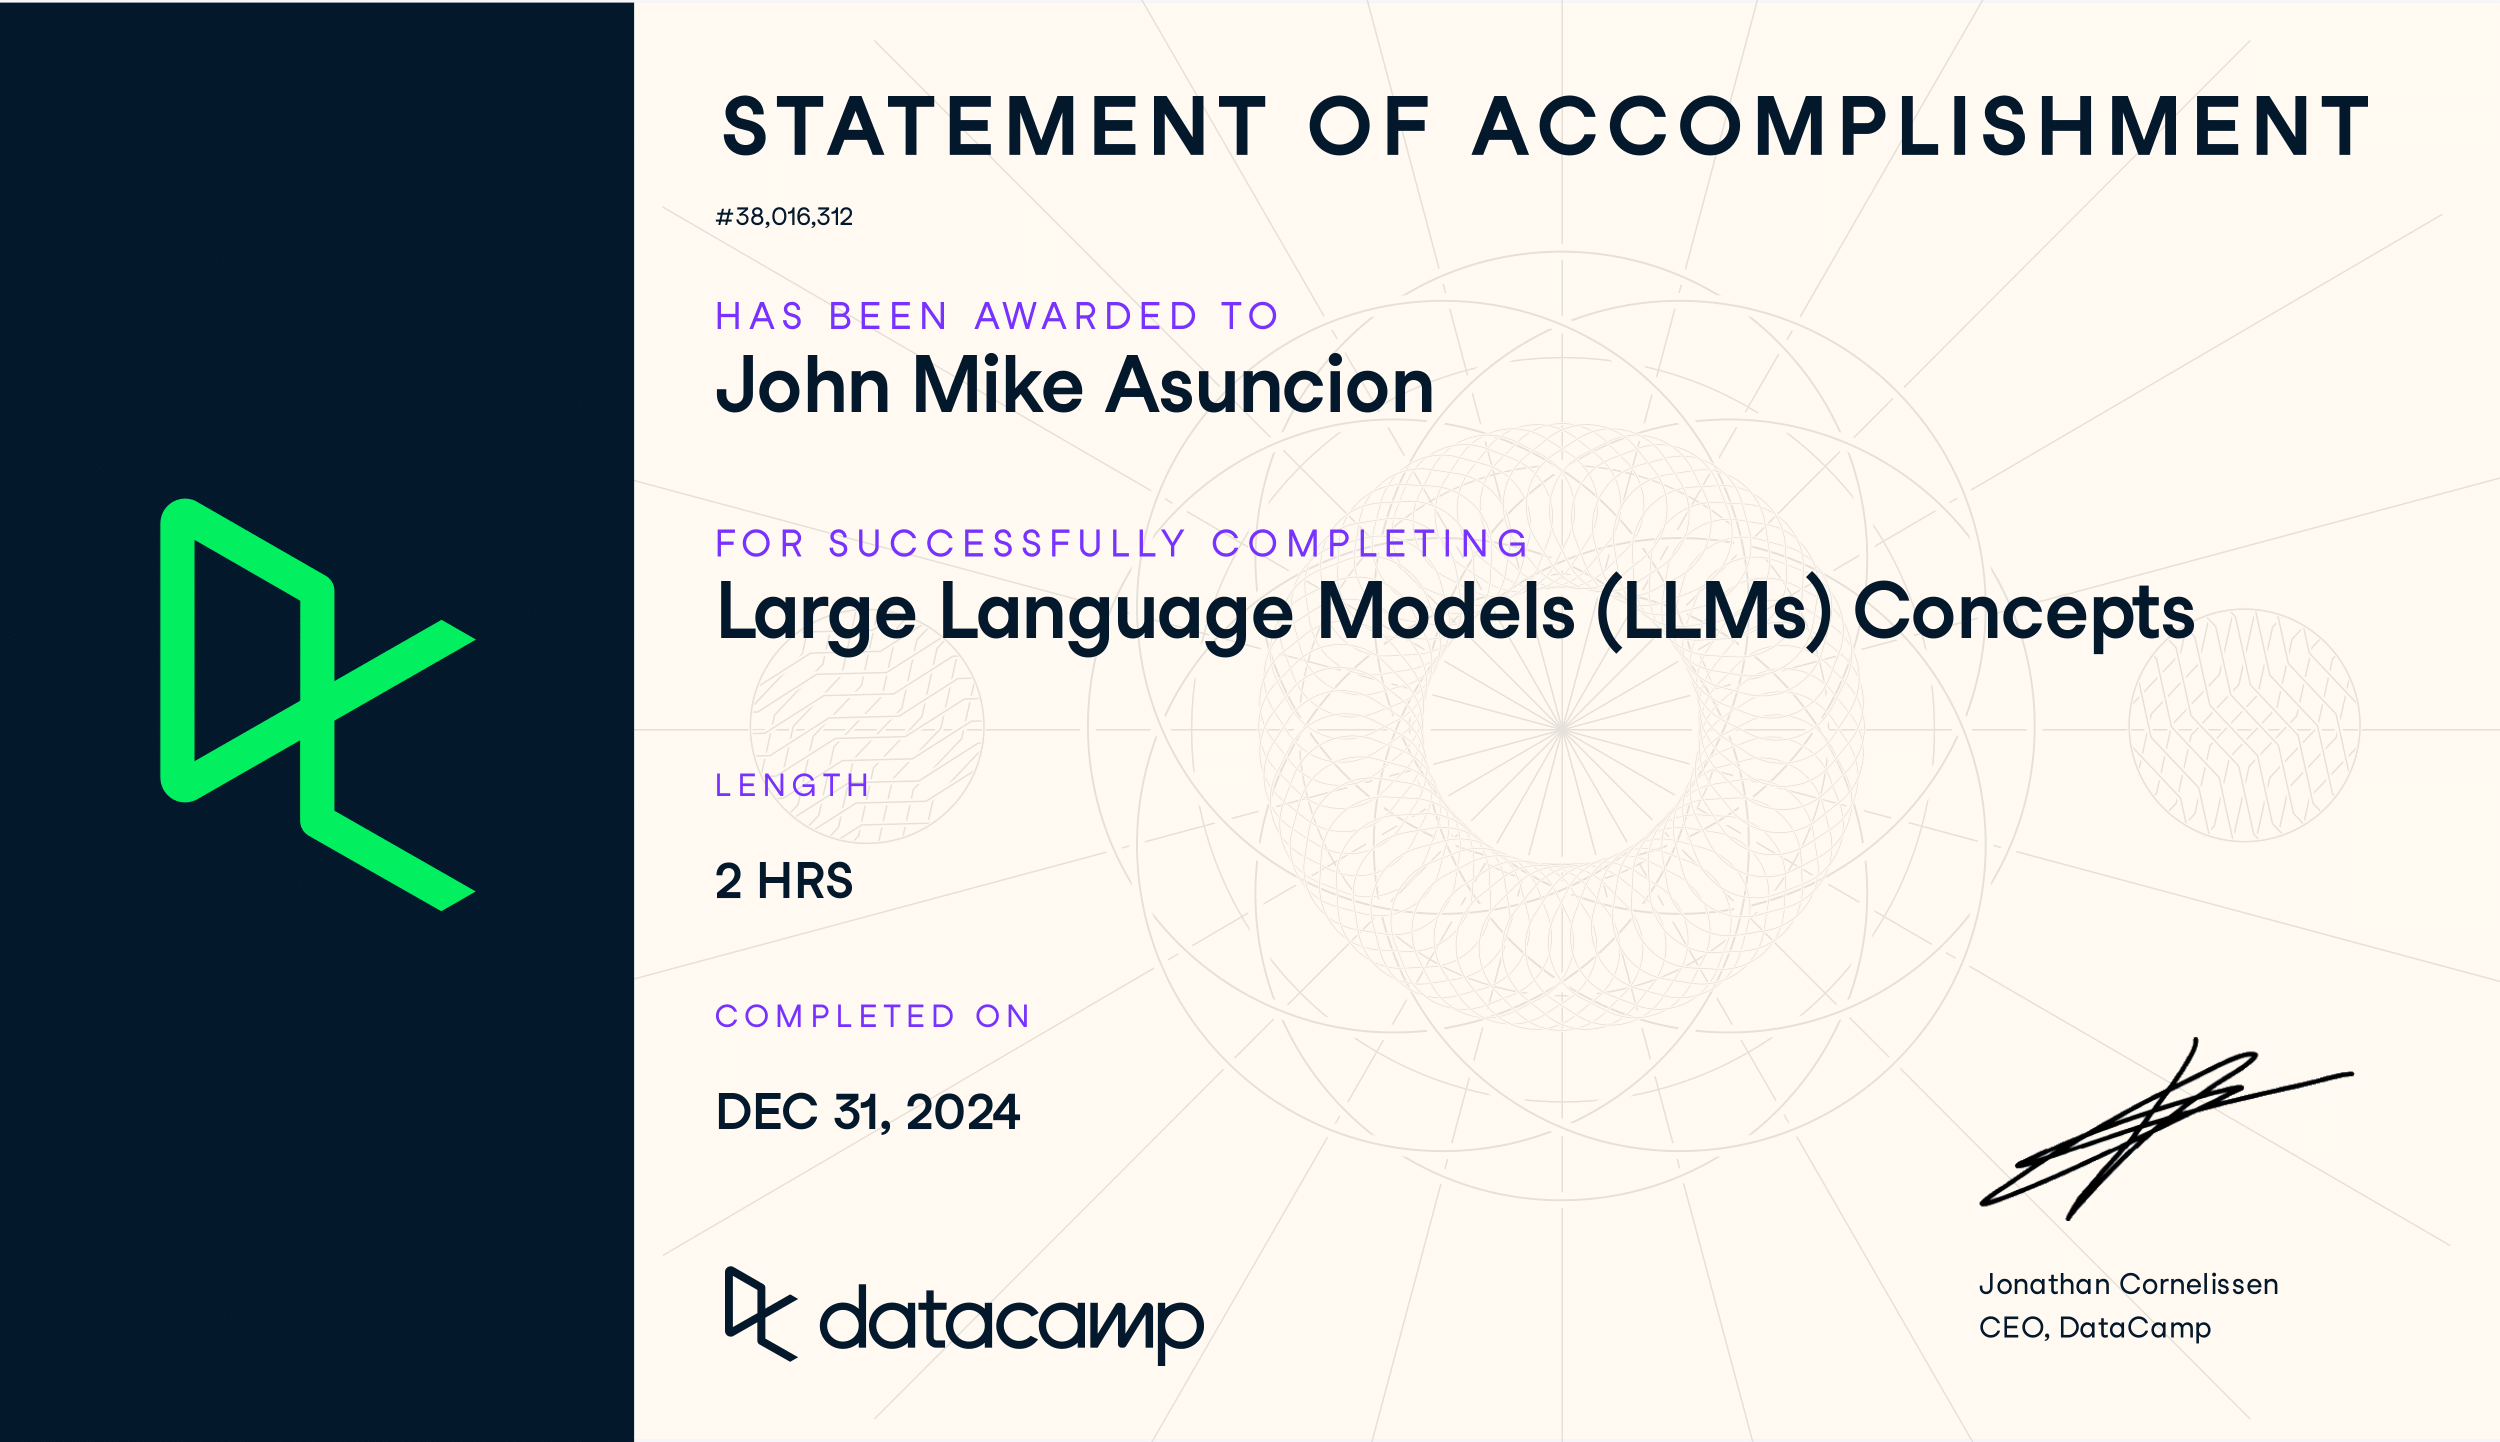 STATEMENT OF ACCOMPLISHMENT
#38,016,312
HAS BEEN AWARDED TO
John Mike Asuncion
FOR SUCCESSFULLY COMPLETING
Large Language Models (LLMs) Concepts
LENGTH
2 HRS
COMPLETED ON
DEC 31, 2024
datacamp
Jonathan Cornelissen
CEO, DataCamp